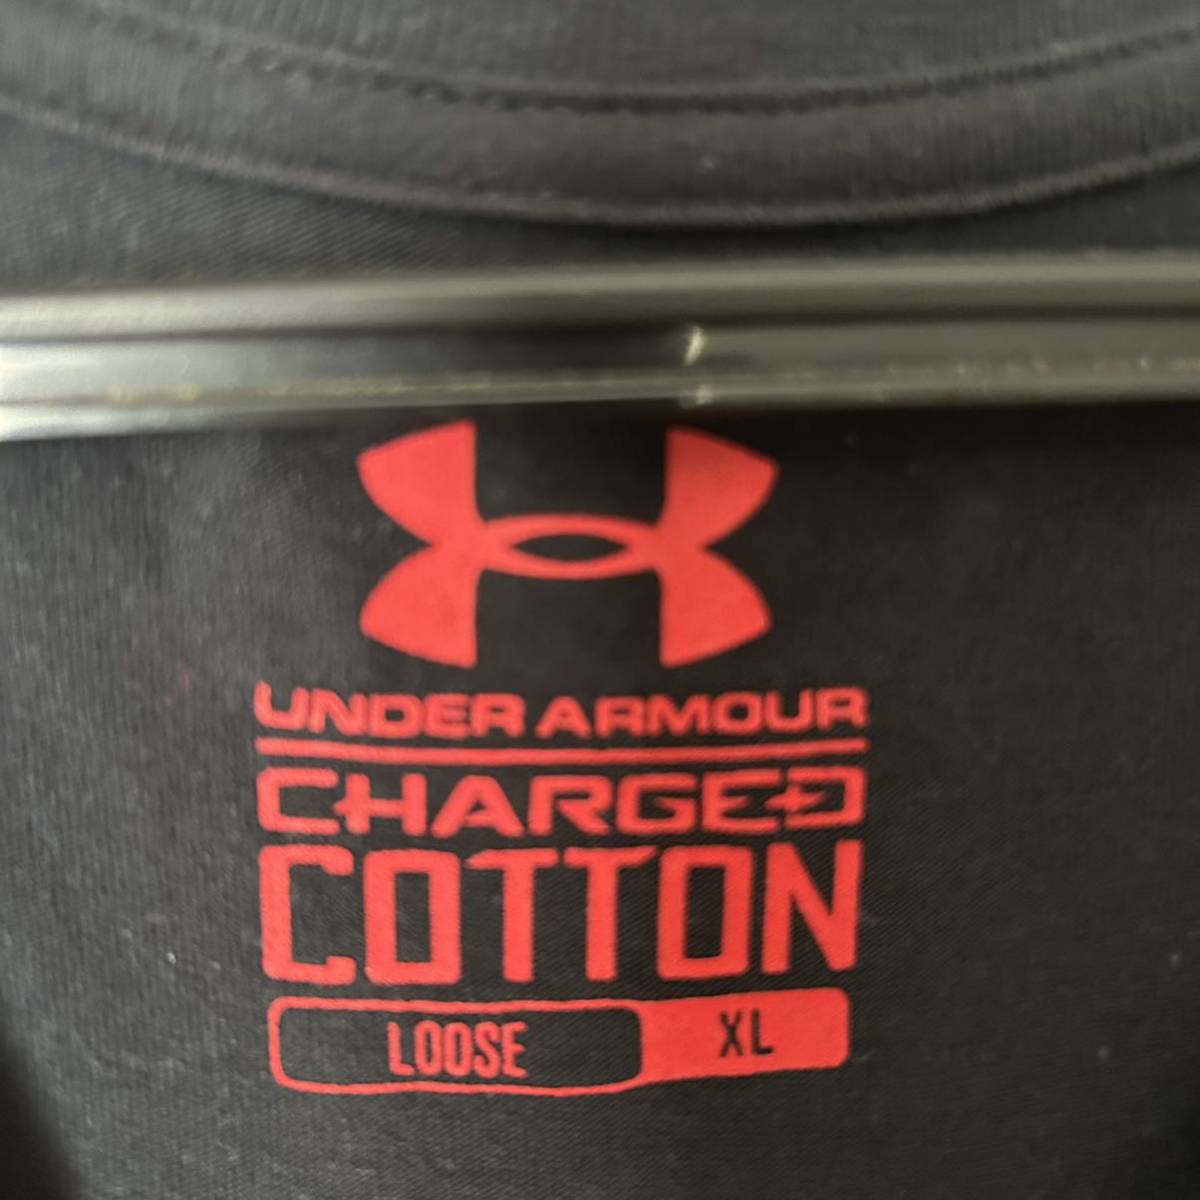 UNDER ARMOUR
CHARGED
COTTON
LOOSE XL